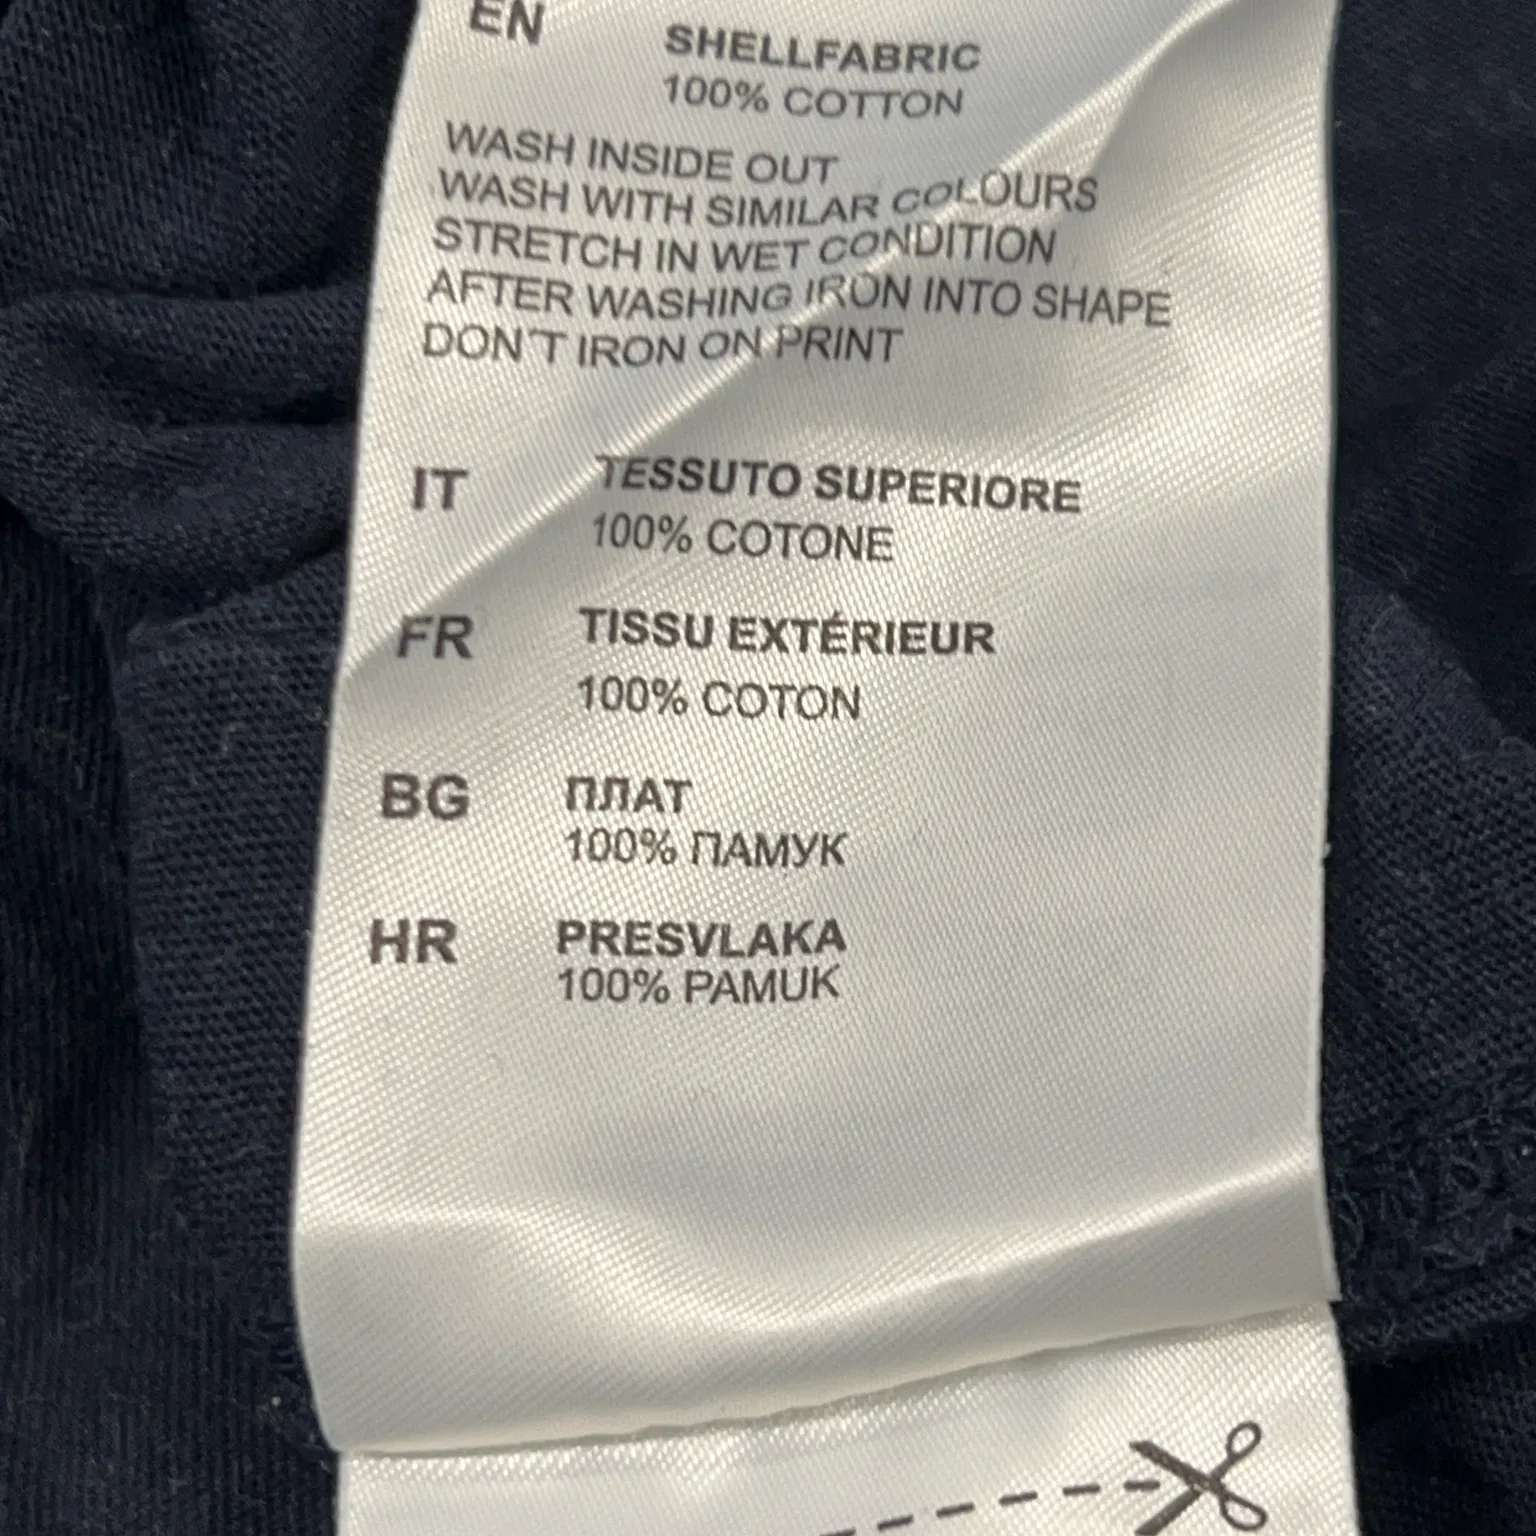 EN SHELLFABRIC
100% COTTON
WASH INSIDE OUT
WASH WITH SIMILAR COLOURS
STRETCH IN WET CONDITION
AFTER WASHING IRON INTO SHAPE
DON'T IRON ON PRINT
IT TESSUTO SUPERIORE
100% COTONE
FR TISSU EXTÉRIEUR
100% COTON
BG ПЛАТ
100% ПАМУК
HR PRESVLAKA
100% PAMUK